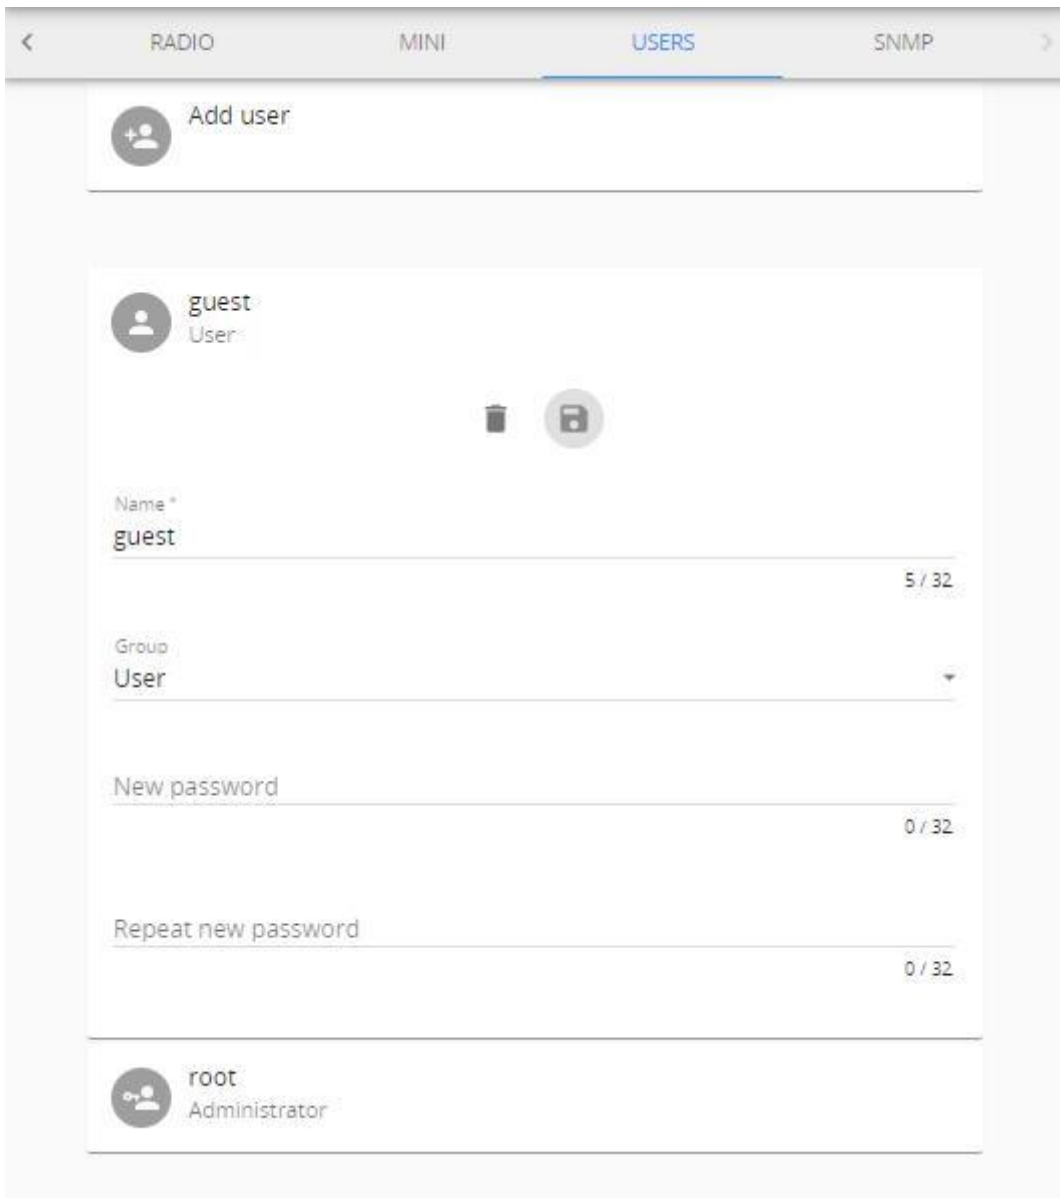 RADIO MINI USERS SNMP
Add user
guest
User
Name *
guest
5 / 32
Group
User
New password
0 / 32
Repeat new password
0 / 32
root
Administrator